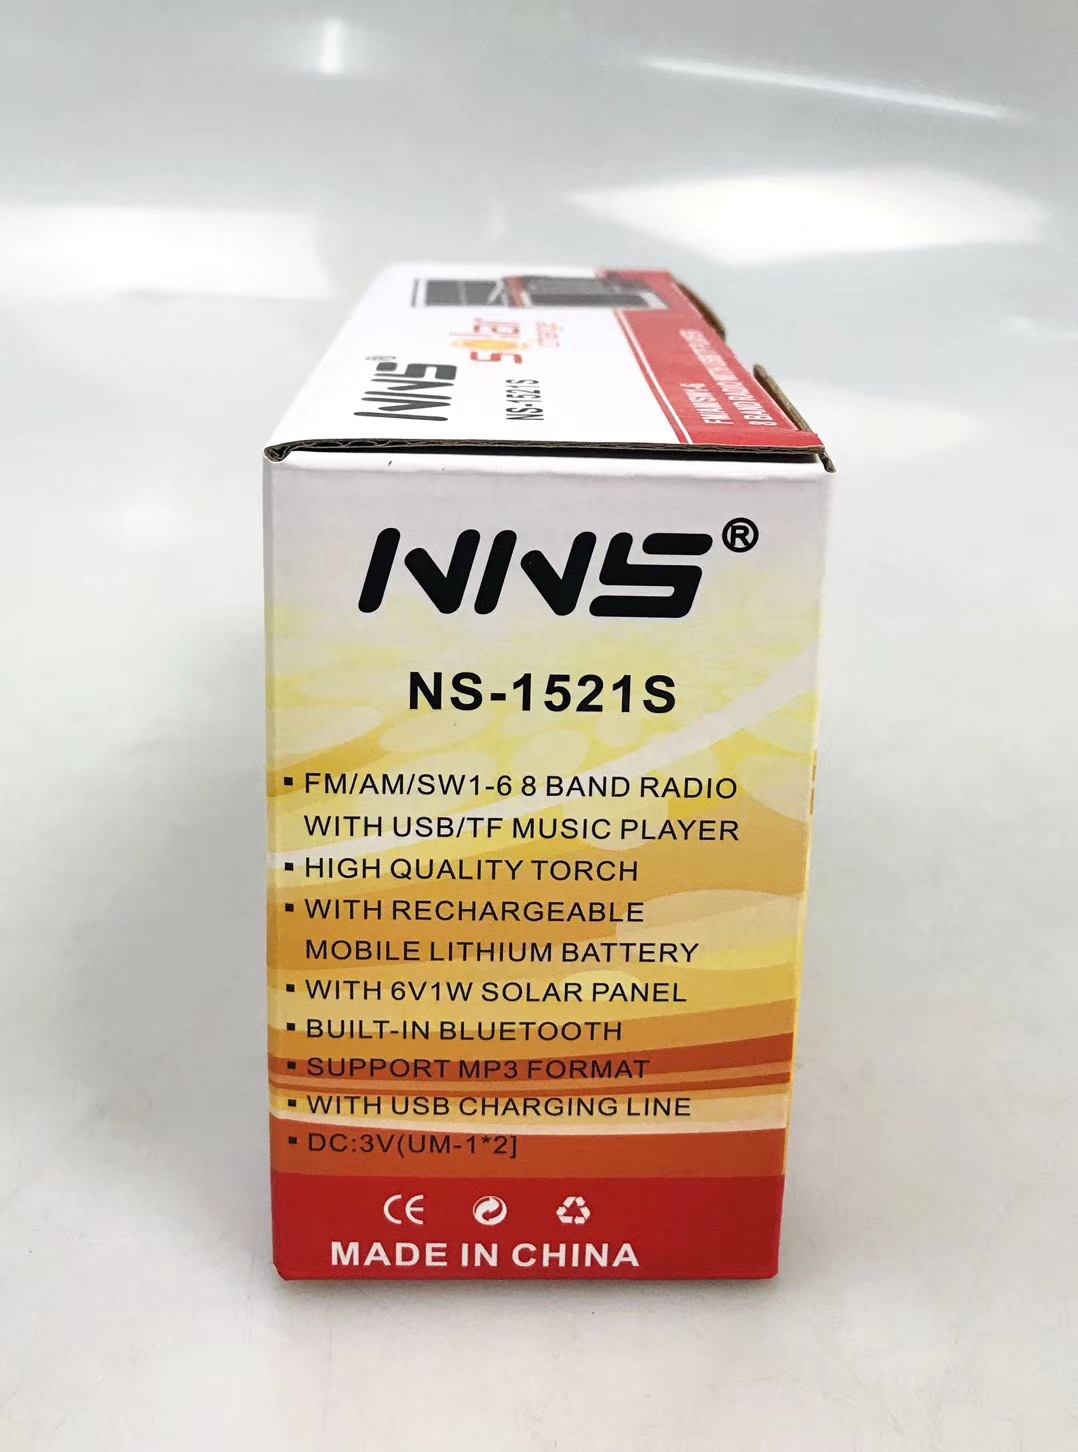 NNS®
solar
NS-1521S
NNS®
NS-1521S
▪ FM/AM/SW1-6 8 BAND RADIO
WITH USB/TF MUSIC PLAYER
▪ HIGH QUALITY TORCH
▪ WITH RECHARGEABLE
MOBILE LITHIUM BATTERY
▪ WITH 6V1W SOLAR PANEL
▪ BUILT-IN BLUETOOTH
▪ SUPPORT MP3 FORMAT
▪ WITH USB CHARGING LINE
▪ DC:3V(UM-1*2]
CE
MADE IN CHINA